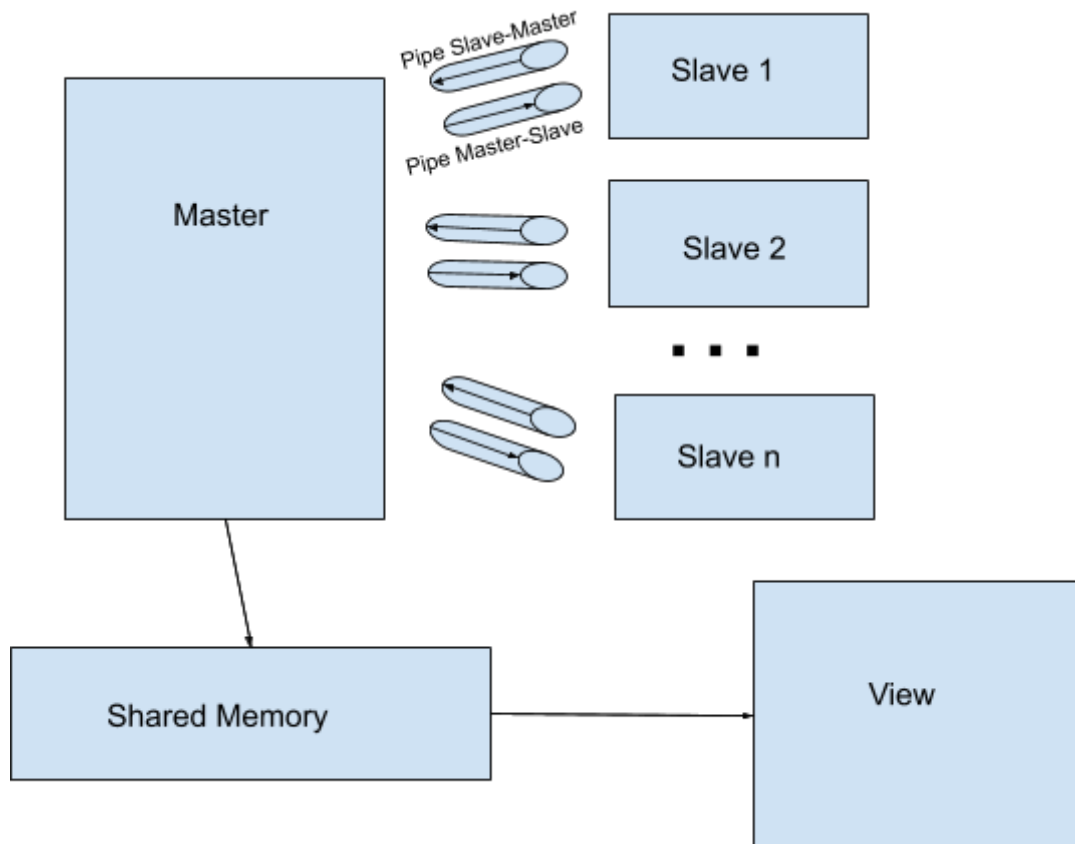 Pipe Slave-Master
Slave 1
Pipe Master-Slave
Master
Slave 2
. . .
Slave n
Shared Memory
View